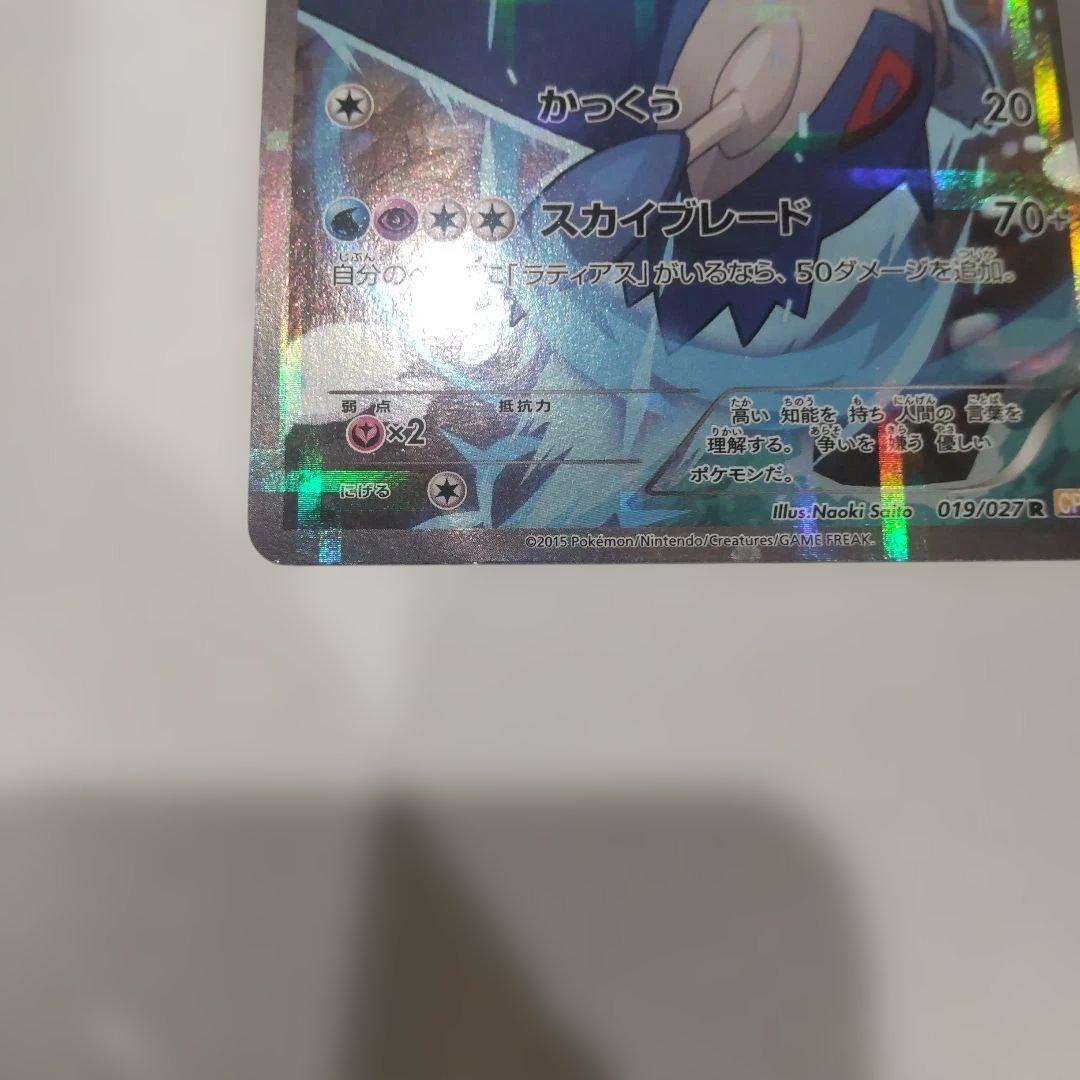 かっくう 20
スカイブレード 70+
じぶん ついか
自分の に「ラティアス」がいるなら、50ダメージを追加。
弱点 抵抗力
×2
にげる
たか ちのう も にんげん ことば
高い 知能を 持ち 人間の 言葉を
りかい あらそ きら やさ
理解する。 争いを 嫌う 優しい
ポケモンだ。
Illus.Naoki Saito 019/027 R CP
©2015 Pokémon/Nintendo/Creatures/GAME FREAK.